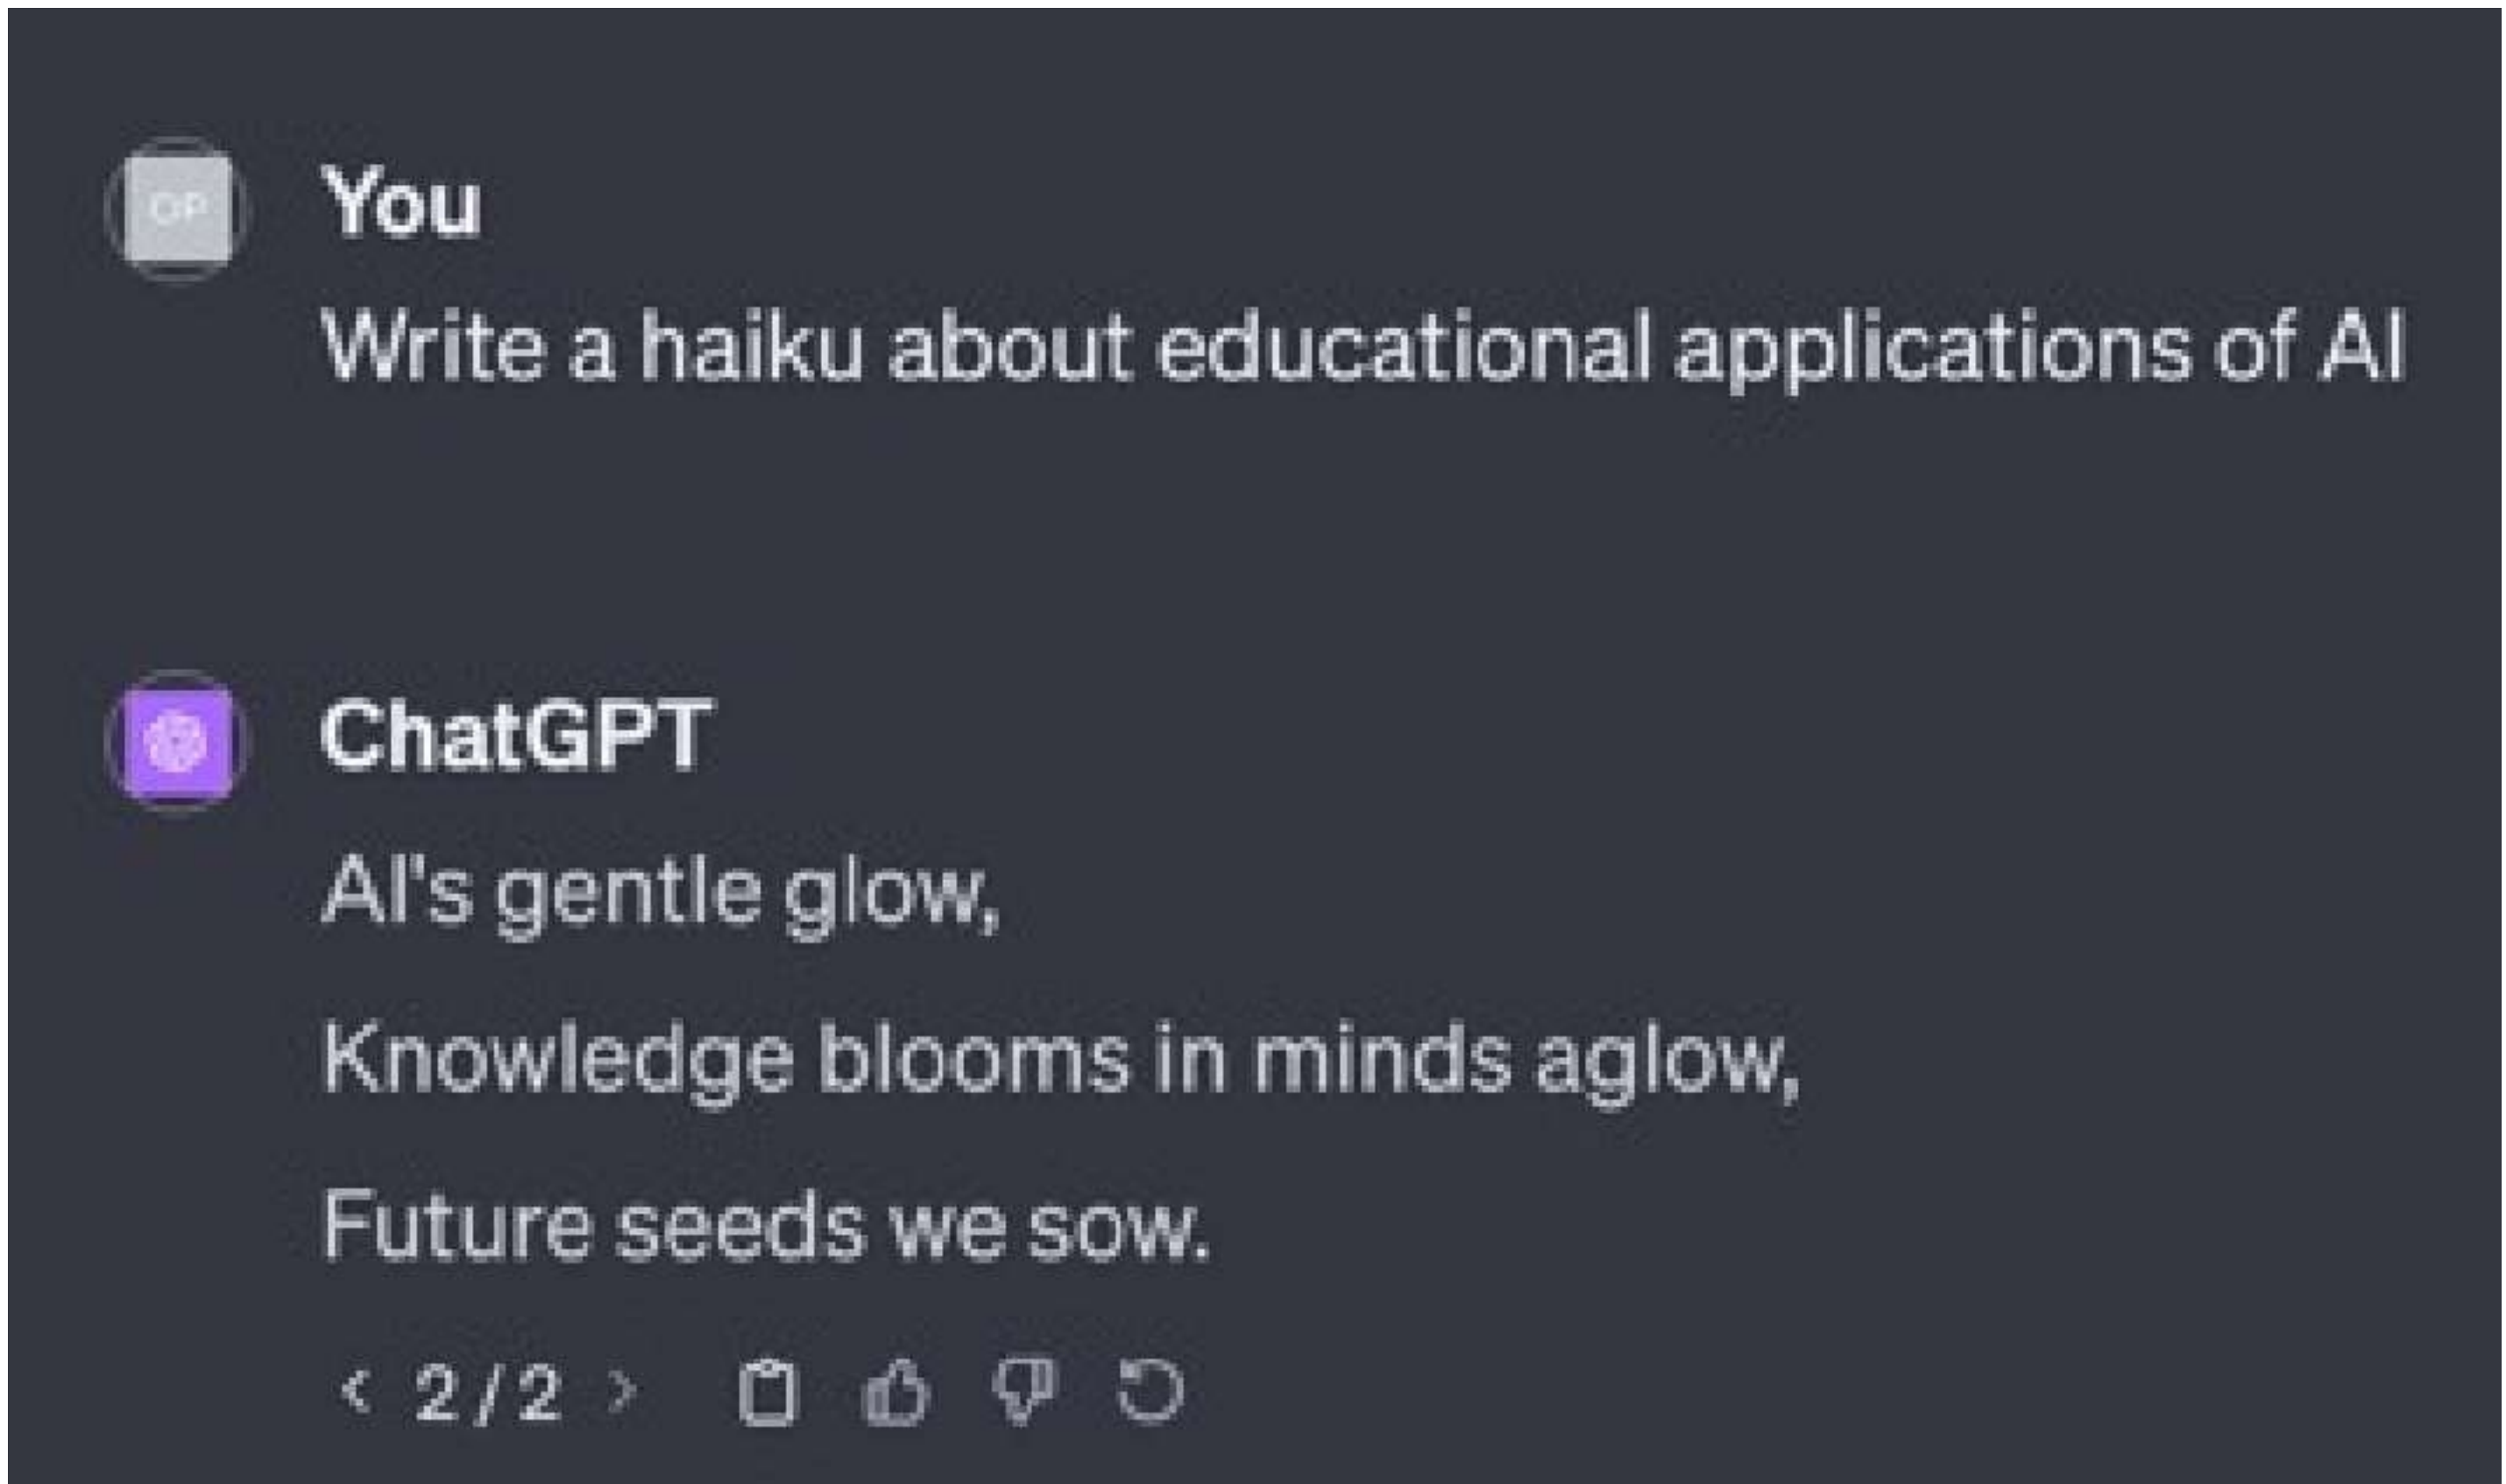 OP
You
Write a haiku about educational applications of AI
ChatGPT
AI's gentle glow,
Knowledge blooms in minds aglow,
Future seeds we sow.
< 2 / 2 >